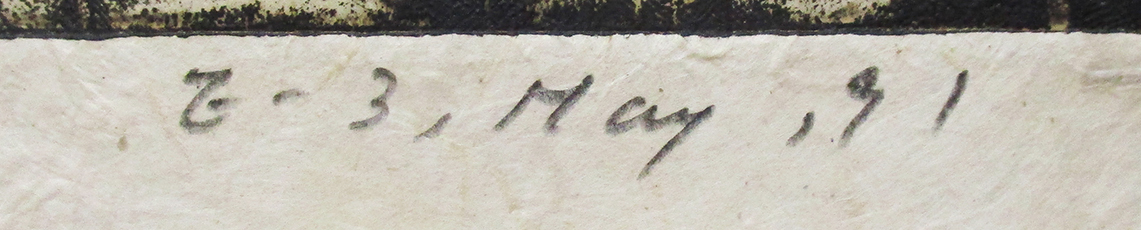 Z - 3, May, 91